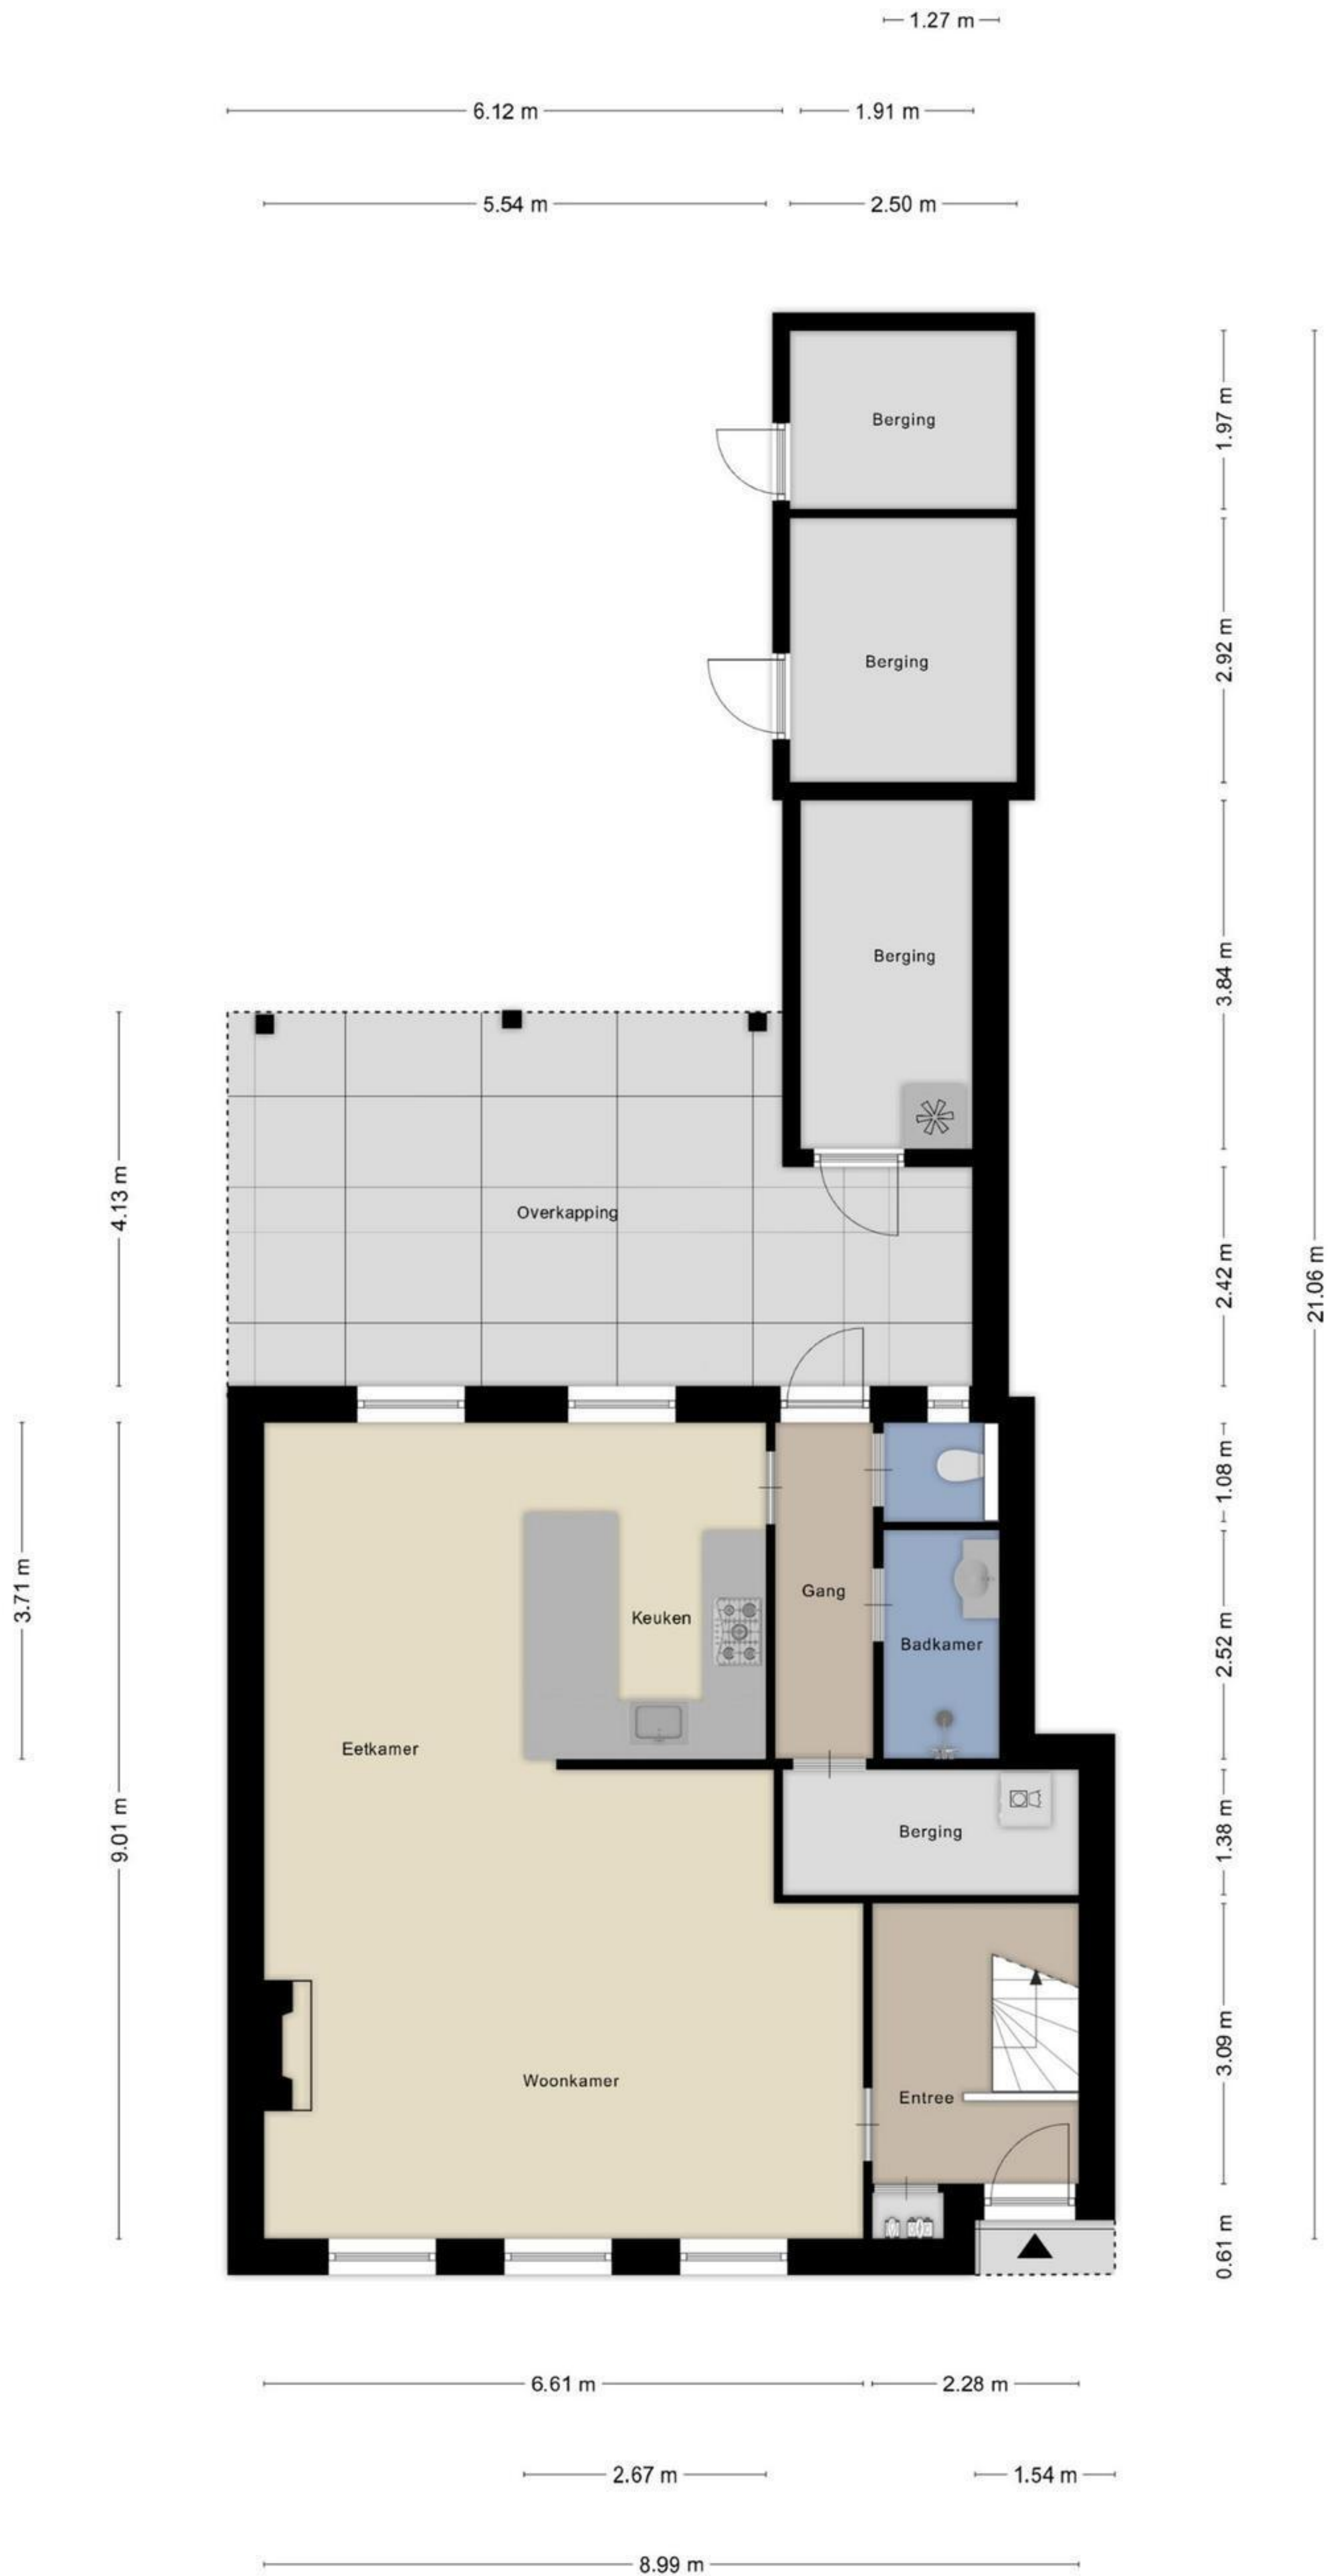 1.27 m
6.12 m
1.91 m
5.54 m
2.50 m
Berging
1.97 m
Berging
2.92 m
Berging
3.84 m
4.13 m
Overkapping
2.42 m
21.06 m
1.08 m
3.71 m
Gang
Keuken
Badkamer
2.52 m
Eetkamer
9.01 m
Berging
1.38 m
3.09 m
Woonkamer
Entree
0.61 m
6.61 m
2.28 m
2.67 m
1.54 m
8.99 m